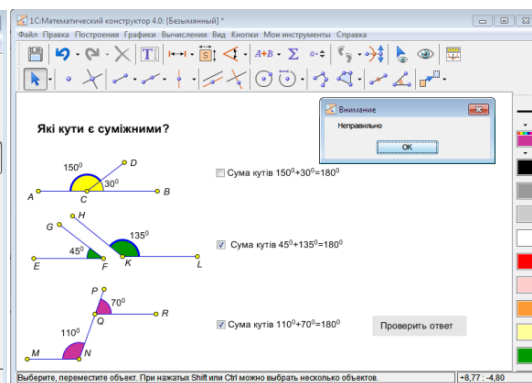 1С:Математический конструктор 4.0: [Безымянный] *
Файл Правка Построения Графики Вычисления Вид Кнопки Мои инструменты Справка
T A+B Σ
Внимание
Неправильно
OK
Які кути є суміжними?
150⁰ D
30⁰
A C B
Сума кутів 150⁰+30⁰=180⁰
H
G
45⁰ 135⁰
E F K L
Сума кутів 45⁰+135⁰=180⁰
P
70⁰
Q R
110⁰
M N
Сума кутів 110⁰+70⁰=180⁰
Проверить ответ
Выберите, переместите объект. При нажатых Shift или Ctrl можно выбрать несколько объектов.
+8,77 : -4,80